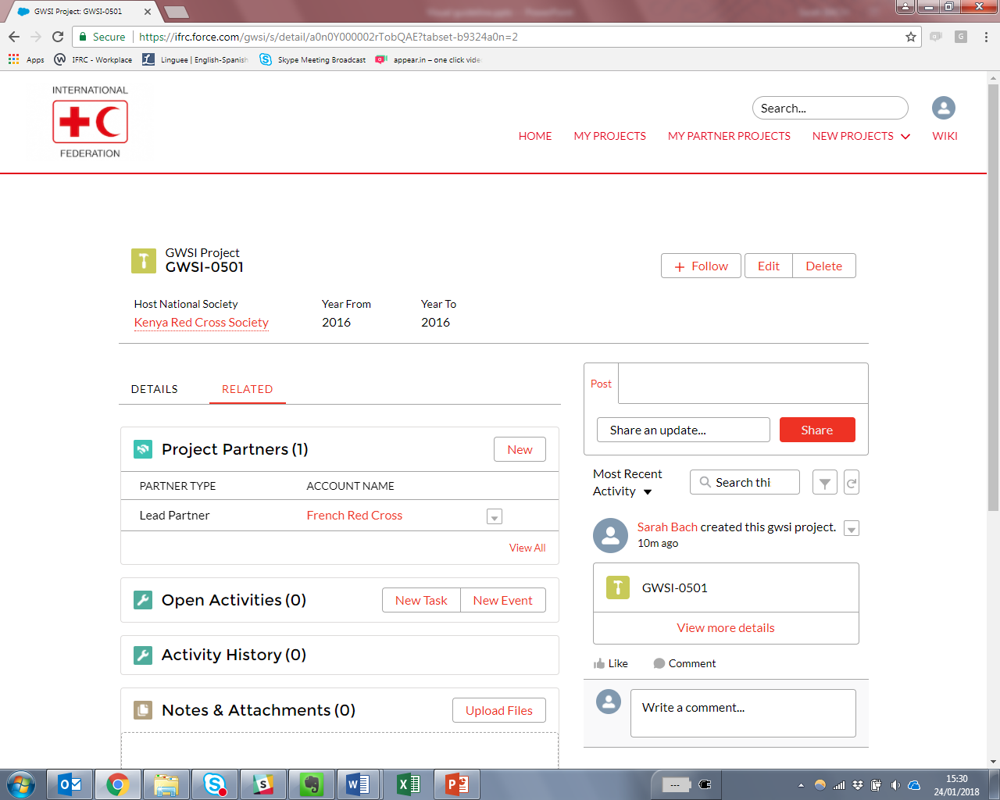 GWSI Project: GWSI-0501
Secure https://ifrc.force.com/gwsi/s/detail/a0n0Y000002rTobQAE?tabset-b9324a0n=2
Apps IFRC - Workplace Linguee | English-Spanish Skype Meeting Broadcast appear.in – one click vide
INTERNATIONAL
FEDERATION
Search...
HOME MY PROJECTS MY PARTNER PROJECTS NEW PROJECTS WIKI
GWSI Project
GWSI-0501
+ Follow Edit Delete
Host National Society Year From Year To
Kenya Red Cross Society 2016 2016
DETAILS RELATED
Project Partners (1) New
PARTNER TYPE ACCOUNT NAME
Lead Partner French Red Cross
View All
Open Activities (0) New Task New Event
Activity History (0)
Notes & Attachments (0) Upload Files
Post
Share an update... Share
Most Recent
Activity
Search thi
Sarah Bach created this gwsi project.
10m ago
GWSI-0501
View more details
Like Comment
Write a comment...
15:30
24/01/2018